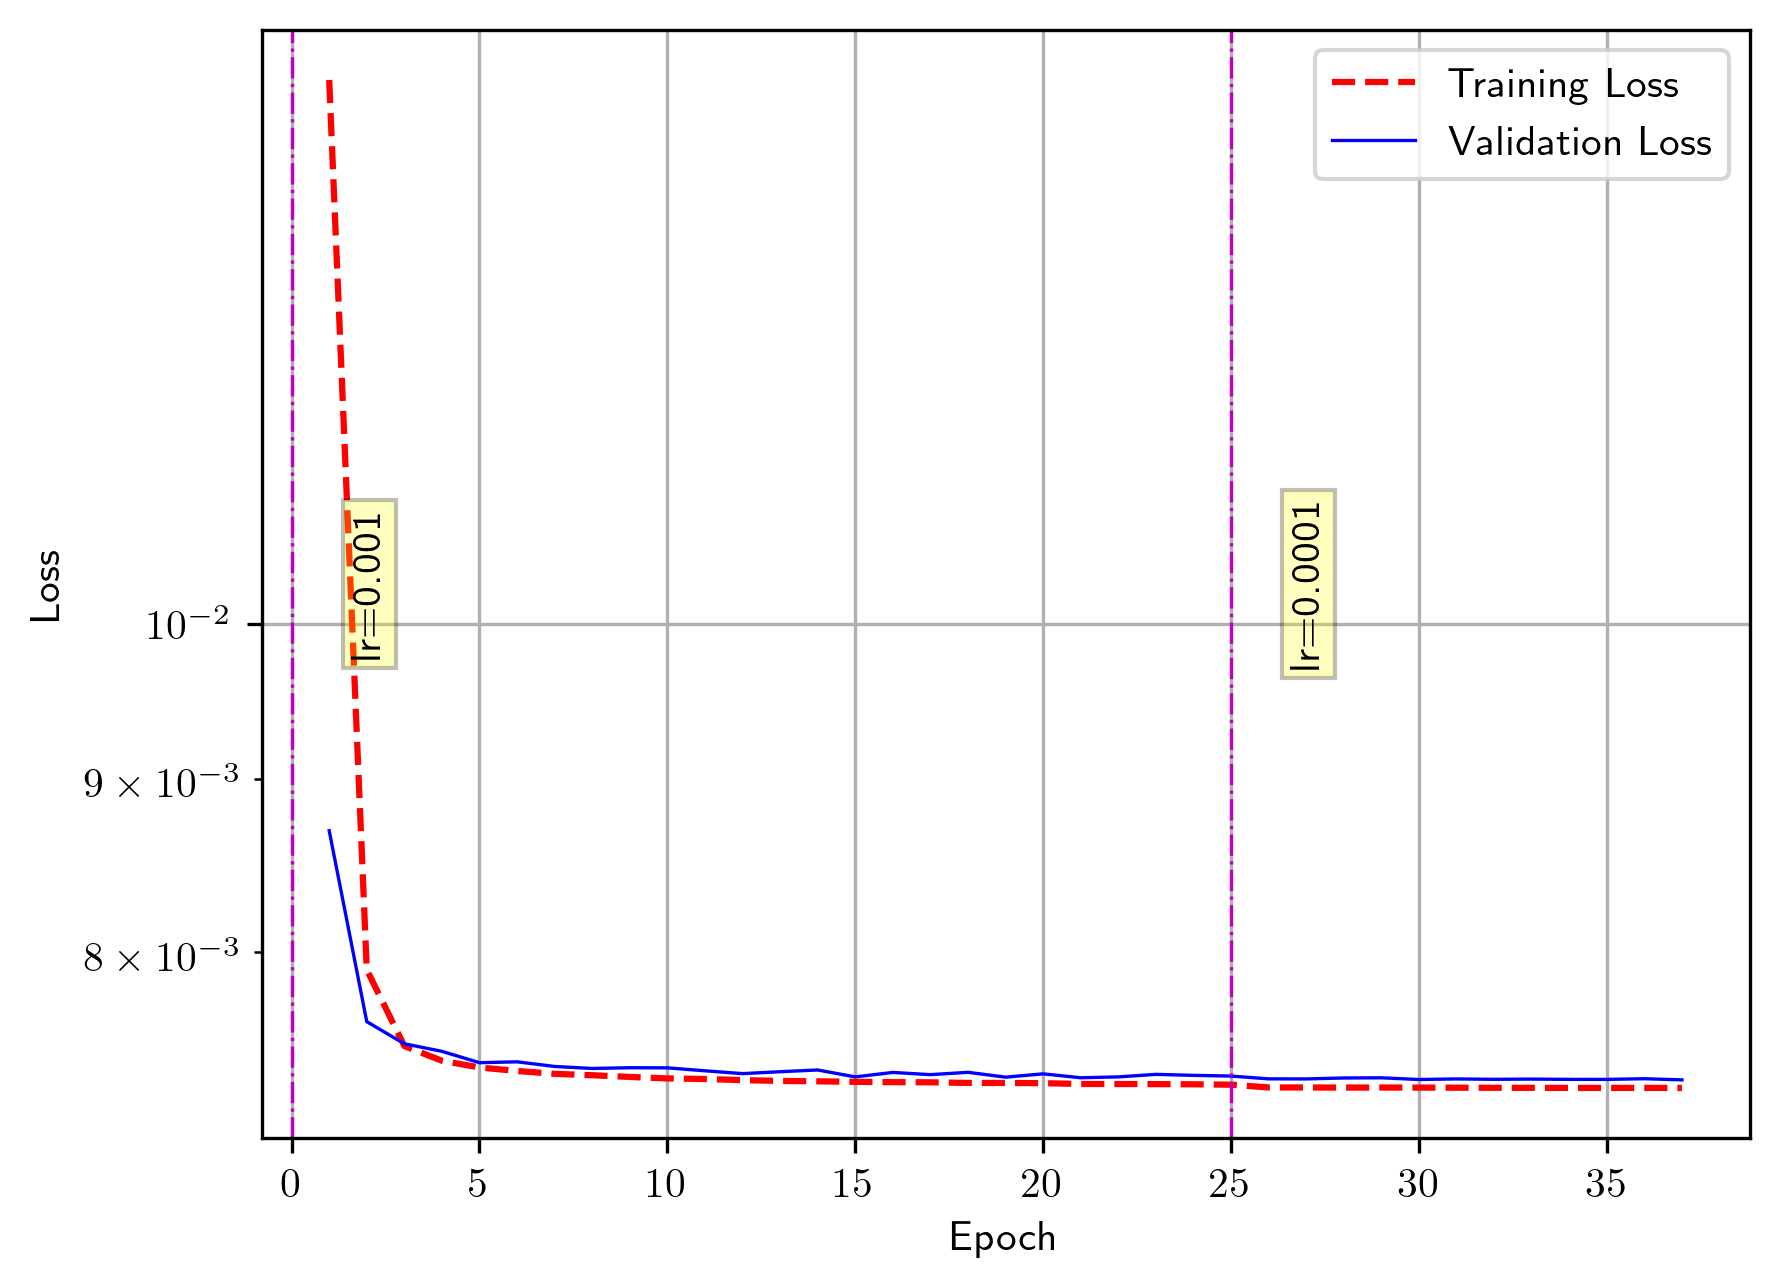 Training Loss
Validation Loss
lr=0.001
lr=0.0001
Loss
10⁻²
9 × 10⁻³
8 × 10⁻³
0 5 10 15 20 25 30 35
Epoch